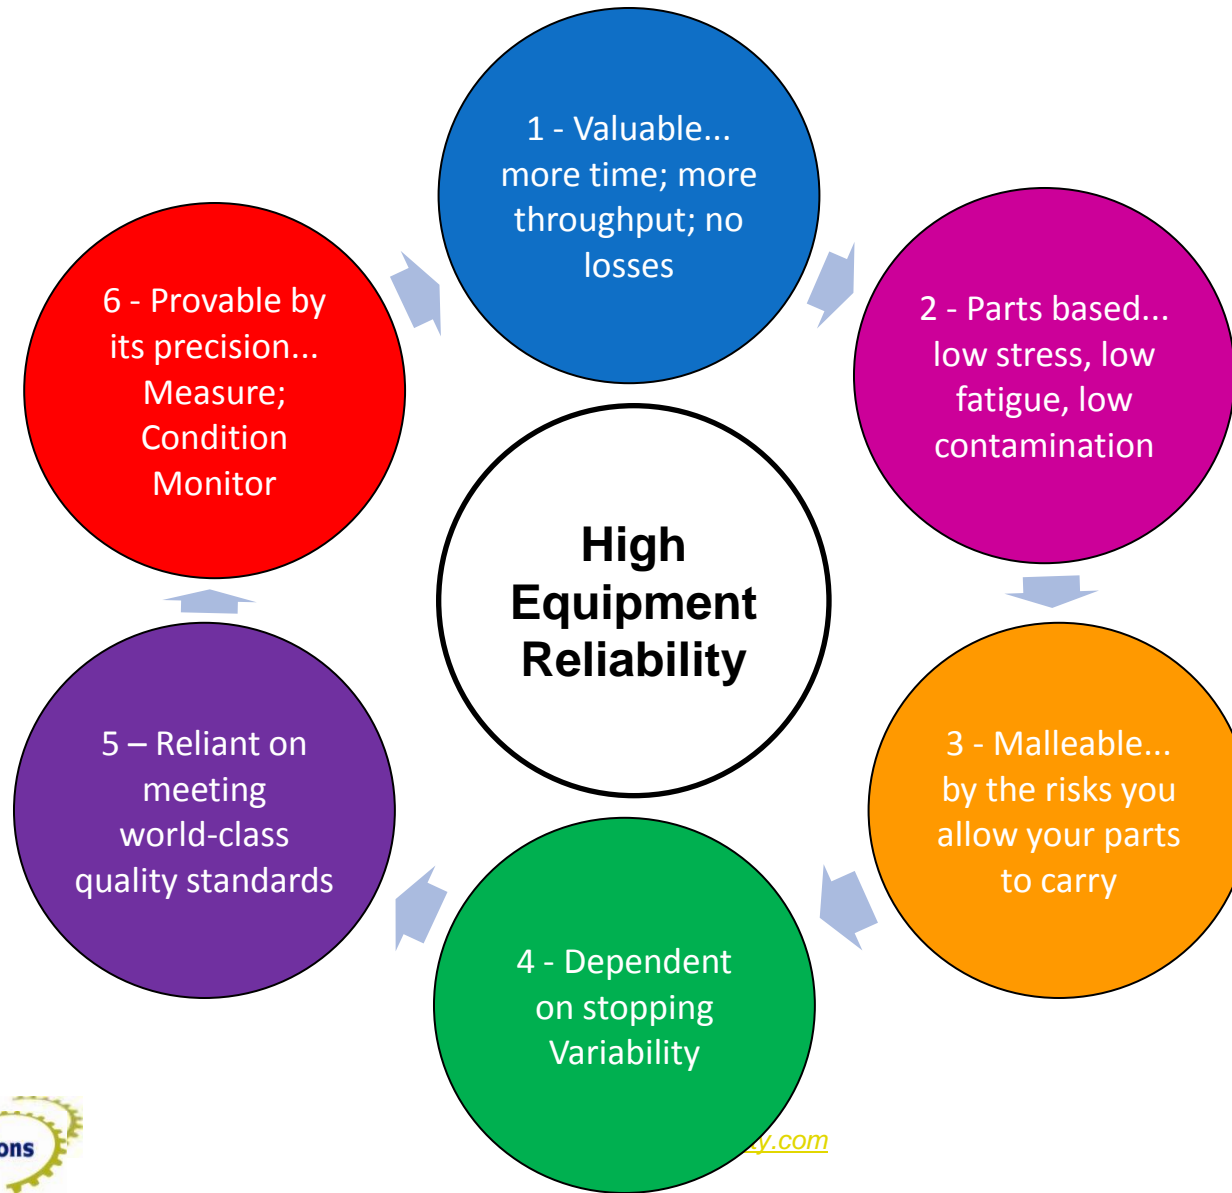 1 - Valuable...
more time; more
throughput; no
losses
2 - Parts based...
low stress, low
fatigue, low
contamination
3 - Malleable...
by the risks you
allow your parts
to carry
4 - Dependent
on stopping
Variability
5 – Reliant on
meeting
world-class
quality standards
6 - Provable by
its precision...
Measure;
Condition
Monitor
High
Equipment
Reliability
ons
y.com